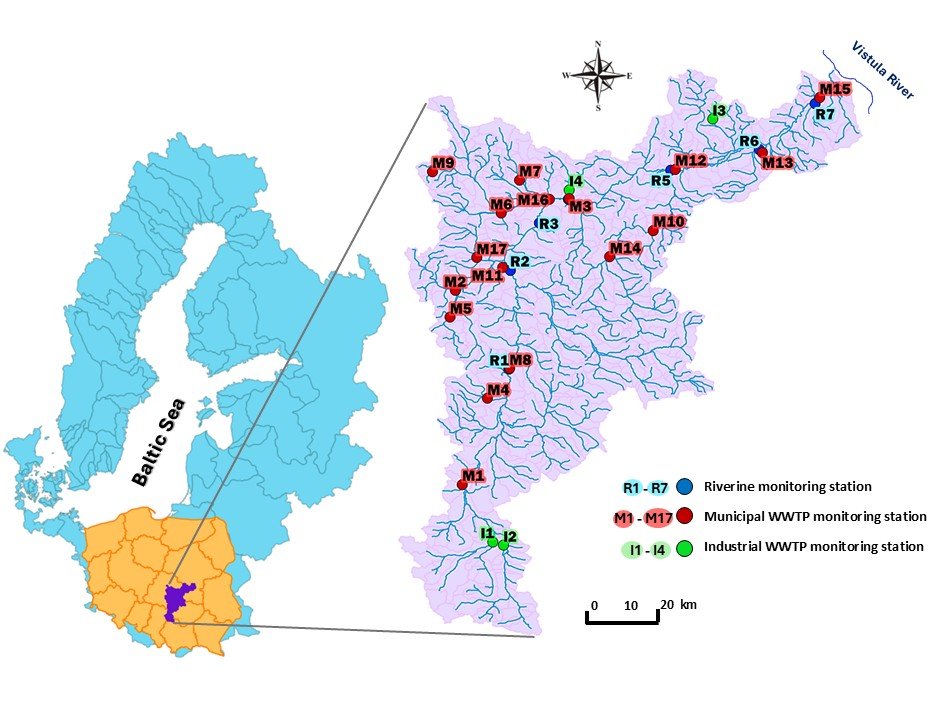 N
W E
S
Vistula River
M15
I3
R7
R6
M13
M9
M12
R5
M7
I4
M16
M6
M3
R3
M10
M17
M14
R2
M11
M2
M5
R1 M8
M4
Baltic Sea
M1
R1 - R7 Riverine monitoring station
M1 - M17 Municipal WWTP monitoring station
I1 I2
I1 - I4 Industrial WWTP monitoring station
0 10 20 km